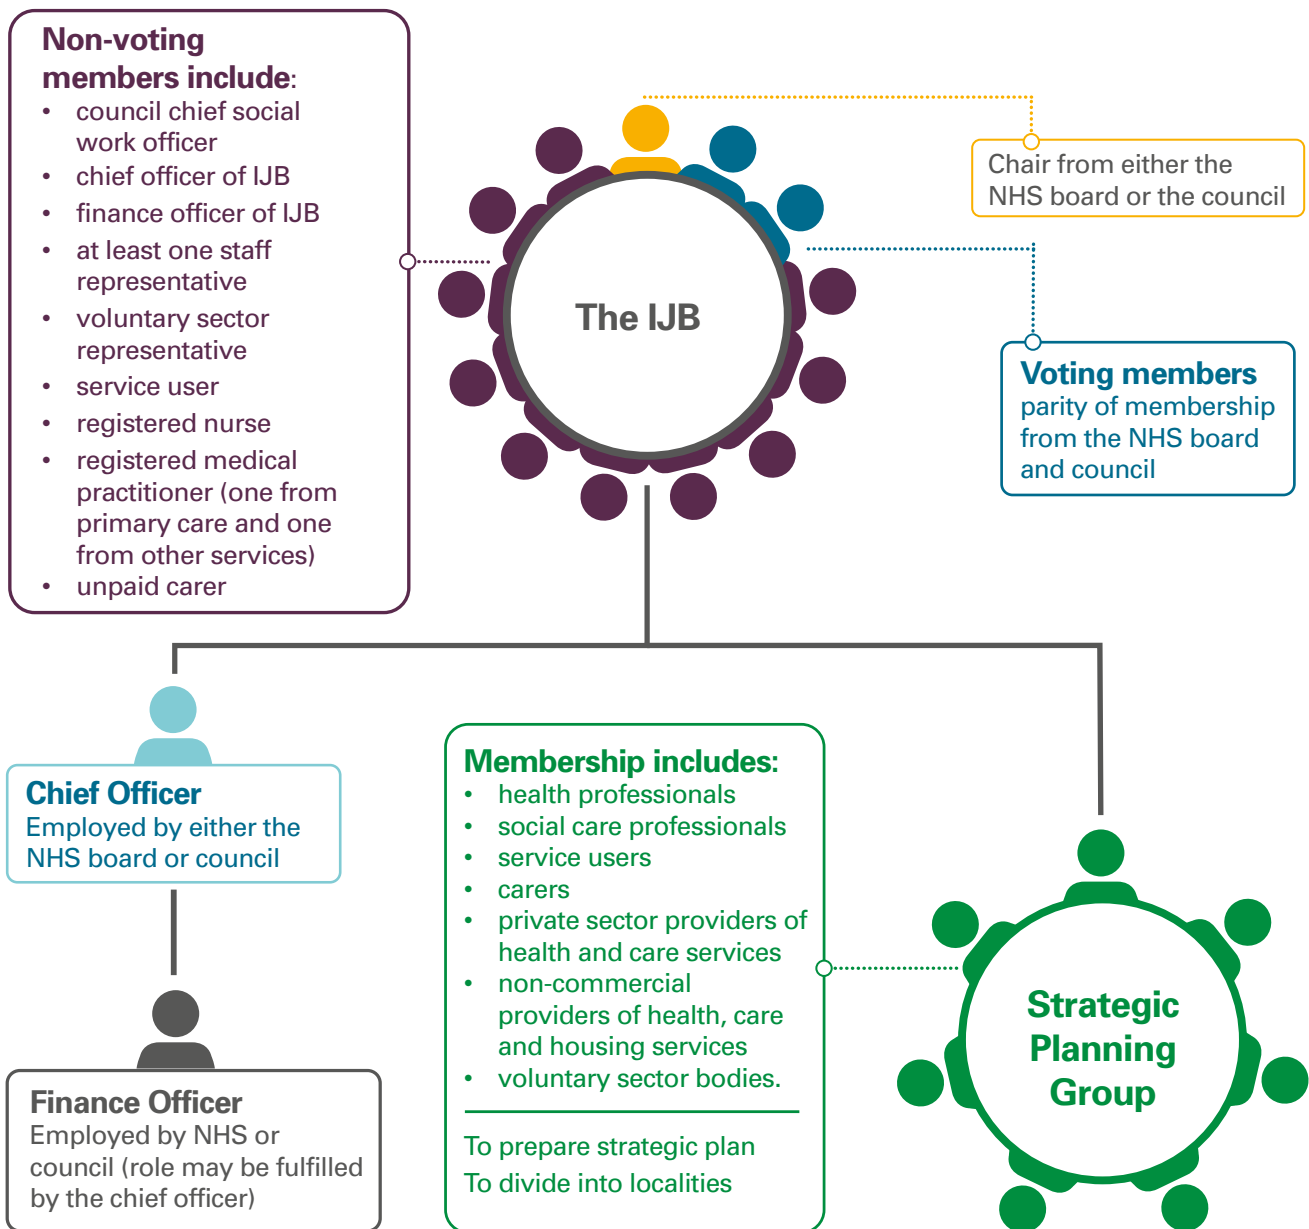 Non-voting
members include:
• council chief social
work officer
• chief officer of IJB
• finance officer of IJB
• at least one staff
representative
• voluntary sector
representative
• service user
• registered nurse
• registered medical
practitioner (one from
primary care and one
from other services)
• unpaid carer
The IJB
Chair from either the
NHS board or the council
Voting members
parity of membership
from the NHS board
and council
Chief Officer
Employed by either the
NHS board or council
Finance Officer
Employed by NHS or
council (role may be fulfilled
by the chief officer)
Membership includes:
• health professionals
• social care professionals
• service users
• carers
• private sector providers of
health and care services
• non-commercial
providers of health, care
and housing services
• voluntary sector bodies.
To prepare strategic plan
To divide into localities
Strategic
Planning
Group